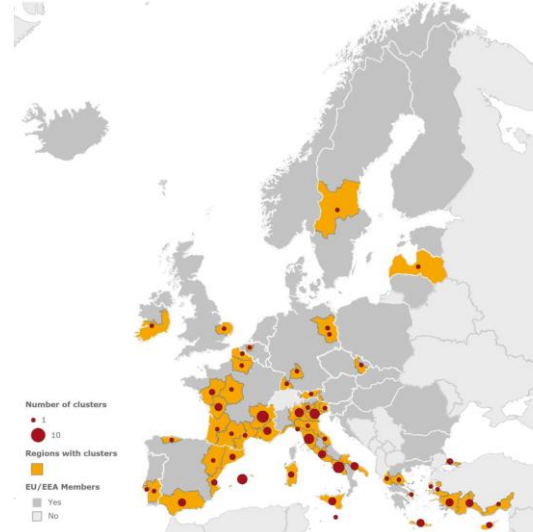 Number of clusters
1
10
Regions with clusters
EU/EEA Members
Yes
No